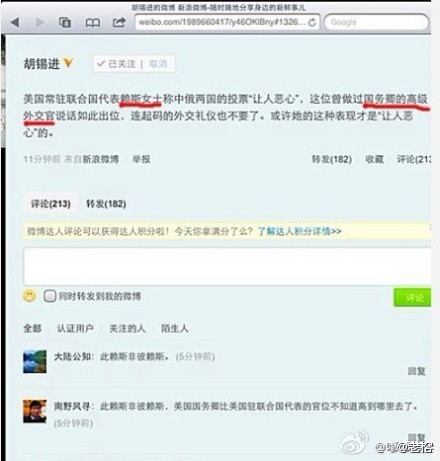 胡锡进的微博 新浪微博-随时随地分享身边的新鲜事儿
weibo.com/1989660417/y46OKlBny#1326…
Google
胡锡进
已关注 | 取消
美国常驻联合国代表赖斯女士称中俄两国的投票“让人恶心”，这位曾做过国务卿的高级
外交官说话如此出位，连起码的外交礼仪也不要了。或许她的这种表现才是“让人恶
心”的。
11分钟前 来自新浪微博 举报
转发(182) 收藏 评论(213
评论(213) 转发(182)
微博达人评论可以获得达人积分啦！今天你拿满分了么？了解达人积分详情>>
同时转发到我的微博
评论
全部 认证用户 关注的人 陌生人
大陆公知：此赖斯非彼赖斯。(5分钟前)
回复
南野风寻：此赖斯非彼赖斯，美国国务卿比美国驻联合国代表的官位不知道高到哪里去了。
(5分钟前)
回复